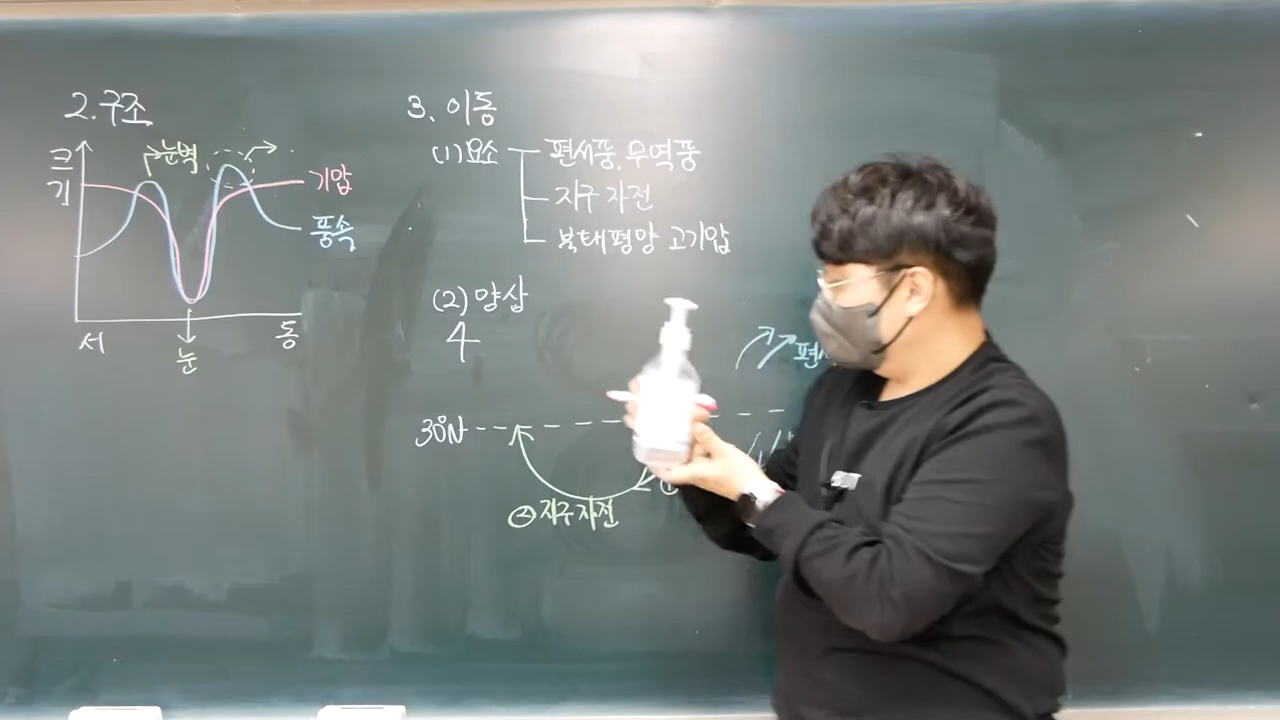 2. 구조
크기
눈벽
기압
풍속
서
동
눈
3. 이동
(1) 요소
편서풍, 무역풍
지구 자전
북태평양 고기압
(2) 양상
4
편서
30°N
①
② 지구 자전